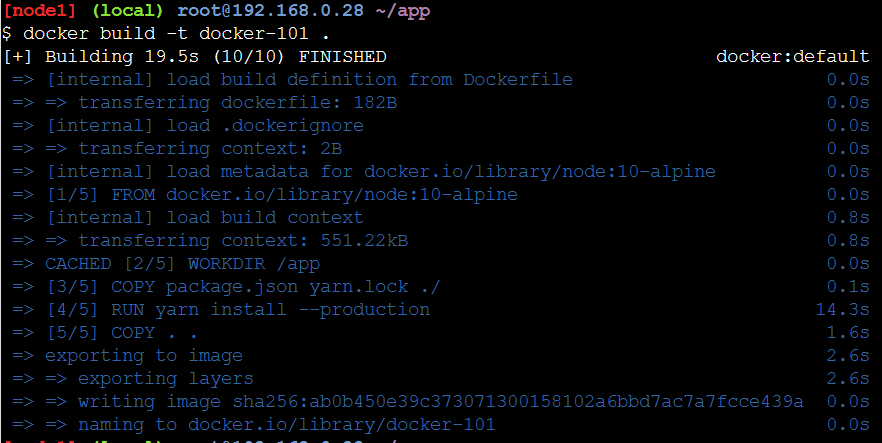 [node1] (local) root@192.168.0.28 ~/app
$ docker build -t docker-101 .
[+] Building 19.5s (10/10) FINISHED docker:default
=> [internal] load build definition from Dockerfile 0.0s
=> => transferring dockerfile: 182B 0.0s
=> [internal] load .dockerignore 0.0s
=> => transferring context: 2B 0.0s
=> [internal] load metadata for docker.io/library/node:10-alpine 0.0s
=> [1/5] FROM docker.io/library/node:10-alpine 0.0s
=> [internal] load build context 0.8s
=> => transferring context: 551.22kB 0.8s
=> CACHED [2/5] WORKDIR /app 0.0s
=> [3/5] COPY package.json yarn.lock ./ 0.1s
=> [4/5] RUN yarn install --production 14.3s
=> [5/5] COPY . . 1.6s
=> exporting to image 2.6s
=> => exporting layers 2.6s
=> => writing image sha256:ab0b450e39c373071300158102a6bbd7ac7a7fcce439a 0.0s
=> => naming to docker.io/library/docker-101 0.0s